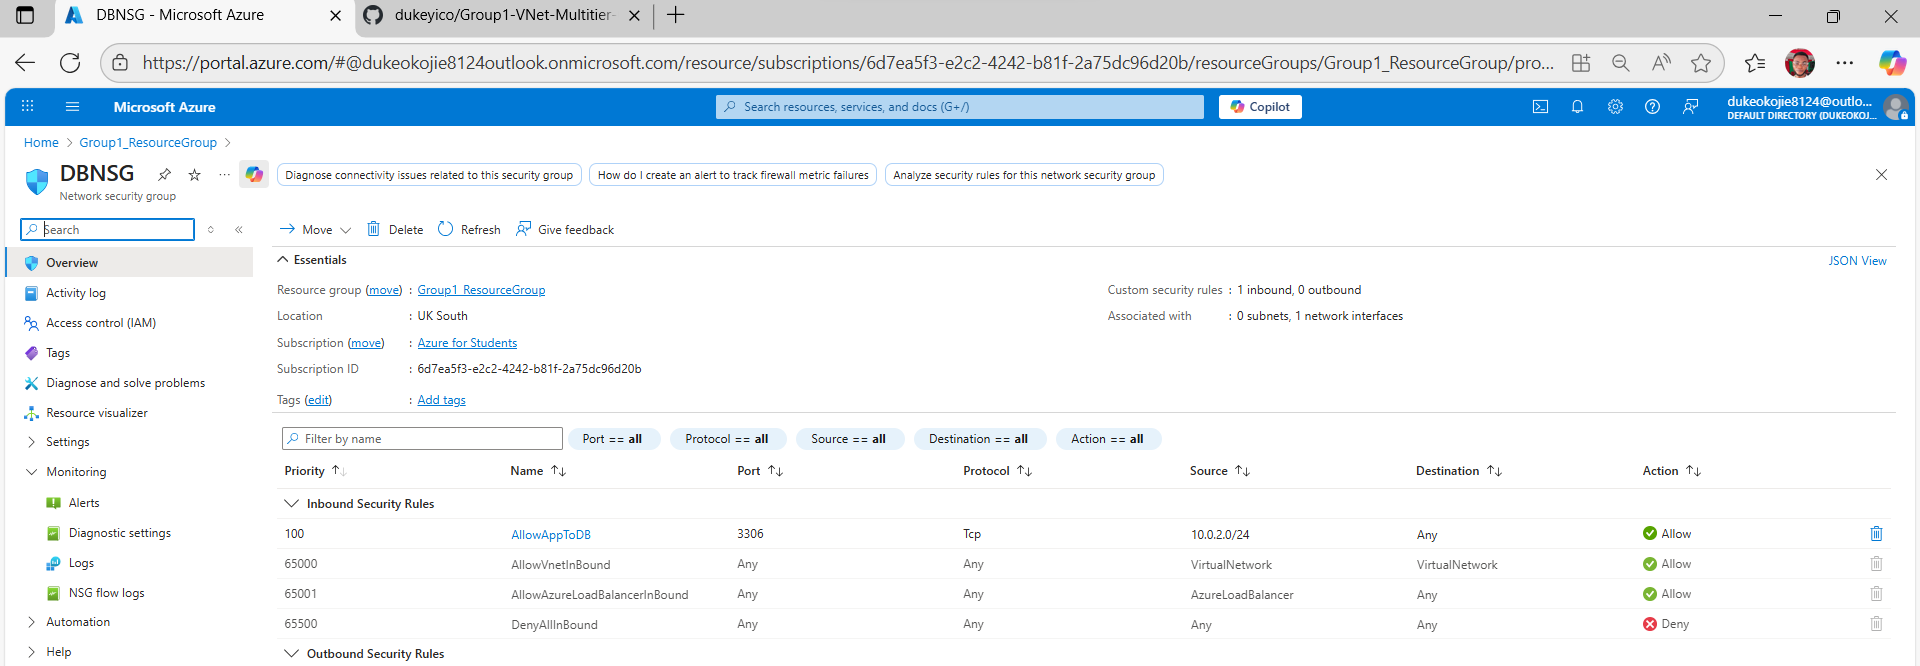 DBNSG - Microsoft Azure
dukeyico/Group1-VNet-Multitier-
https://portal.azure.com/#@dukeokojie8124outlook.onmicrosoft.com/resource/subscriptions/6d7ea5f3-e2c2-4242-b81f-2a75dc96d20b/resourceGroups/Group1_ResourceGroup/pro...
Microsoft Azure
Search resources, services, and docs (G+/)
Copilot
dukeokojie8124@outlo...
DEFAULT DIRECTORY (DUKEOKOJ...
Home > Group1_ResourceGroup >
DBNSG
Network security group
Diagnose connectivity issues related to this security group
How do I create an alert to track firewall metric failures
Analyze security rules for this network security group
Search
Move
Delete
Refresh
Give feedback
Overview
Activity log
Access control (IAM)
Tags
Diagnose and solve problems
Resource visualizer
Settings
Monitoring
Alerts
Diagnostic settings
Logs
NSG flow logs
Automation
Help
Essentials
JSON View
Resource group (move) : Group1_ResourceGroup
Location : UK South
Subscription (move) : Azure for Students
Subscription ID : 6d7ea5f3-e2c2-4242-b81f-2a75dc96d20b
Tags (edit) : Add tags
Custom security rules : 1 inbound, 0 outbound
Associated with : 0 subnets, 1 network interfaces
Filter by name
Port == all
Protocol == all
Source == all
Destination == all
Action == all
Priority Name Port Protocol Source Destination Action
Inbound Security Rules
100 AllowAppToDB 3306 Tcp 10.0.2.0/24 Any Allow
65000 AllowVnetInBound Any Any VirtualNetwork VirtualNetwork Allow
65001 AllowAzureLoadBalancerInBound Any Any AzureLoadBalancer Any Allow
65500 DenyAllInBound Any Any Any Any Deny
Outbound Security Rules